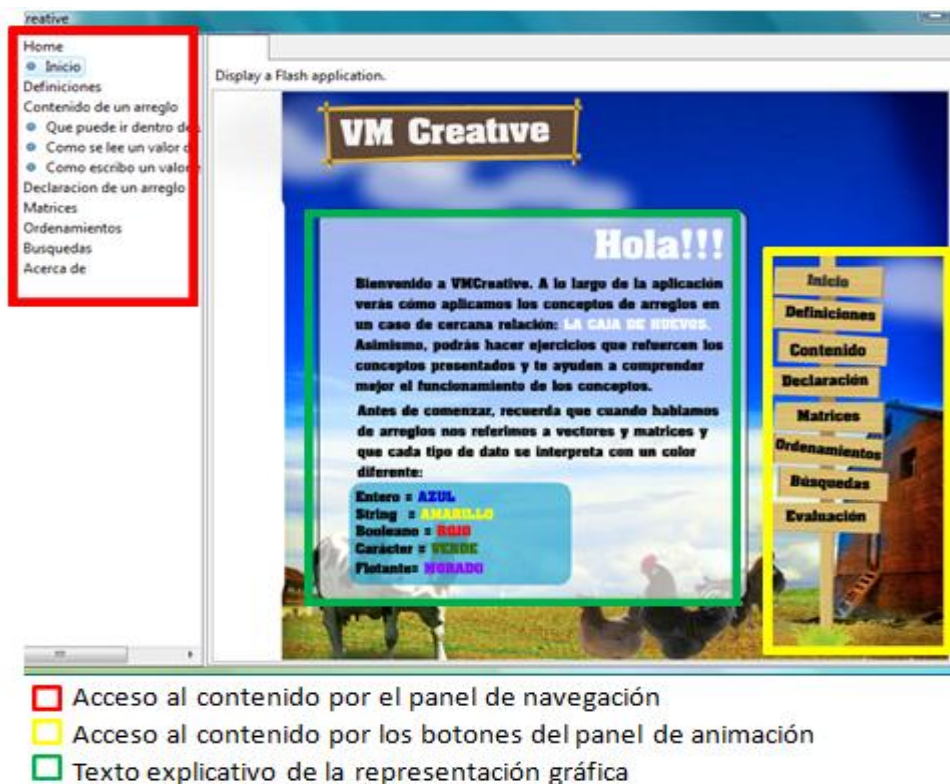 reative
Home
Inicio
Definiciones
Contenido de un arreglo
Que puede ir dentro de
Como se lee un valor d
Como escribo un valor
Declaracion de un arreglo
Matrices
Ordenamientos
Busquedas
Acerca de
Display a Flash application.
VM Creative
Hola!!!
Bienvenido a VMCreative. A lo largo de la aplicación
verás cómo aplicamos los conceptos de arreglos en
un caso de cercana relación: LA CAJA DE HUEVOS.
Asimismo, podrás hacer ejercicios que refuercen los
conceptos presentados y te ayuden a comprender
mejor el funcionamiento de los conceptos.
Antes de comenzar, recuerda que cuando hablamos
de arreglos nos referimos a vectores y matrices y
que cada tipo de dato se interpreta con un color
diferente:
Entero = AZUL
String = AMARILLO
Booleano = ROJO
Carácter = VERDE
Flotante= MORADO
Inicio
Definiciones
Contenido
Declaración
Matrices
Ordenamientos
Búsquedas
Evaluación
Acceso al contenido por el panel de navegación
Acceso al contenido por los botones del panel de animación
Texto explicativo de la representación gráfica